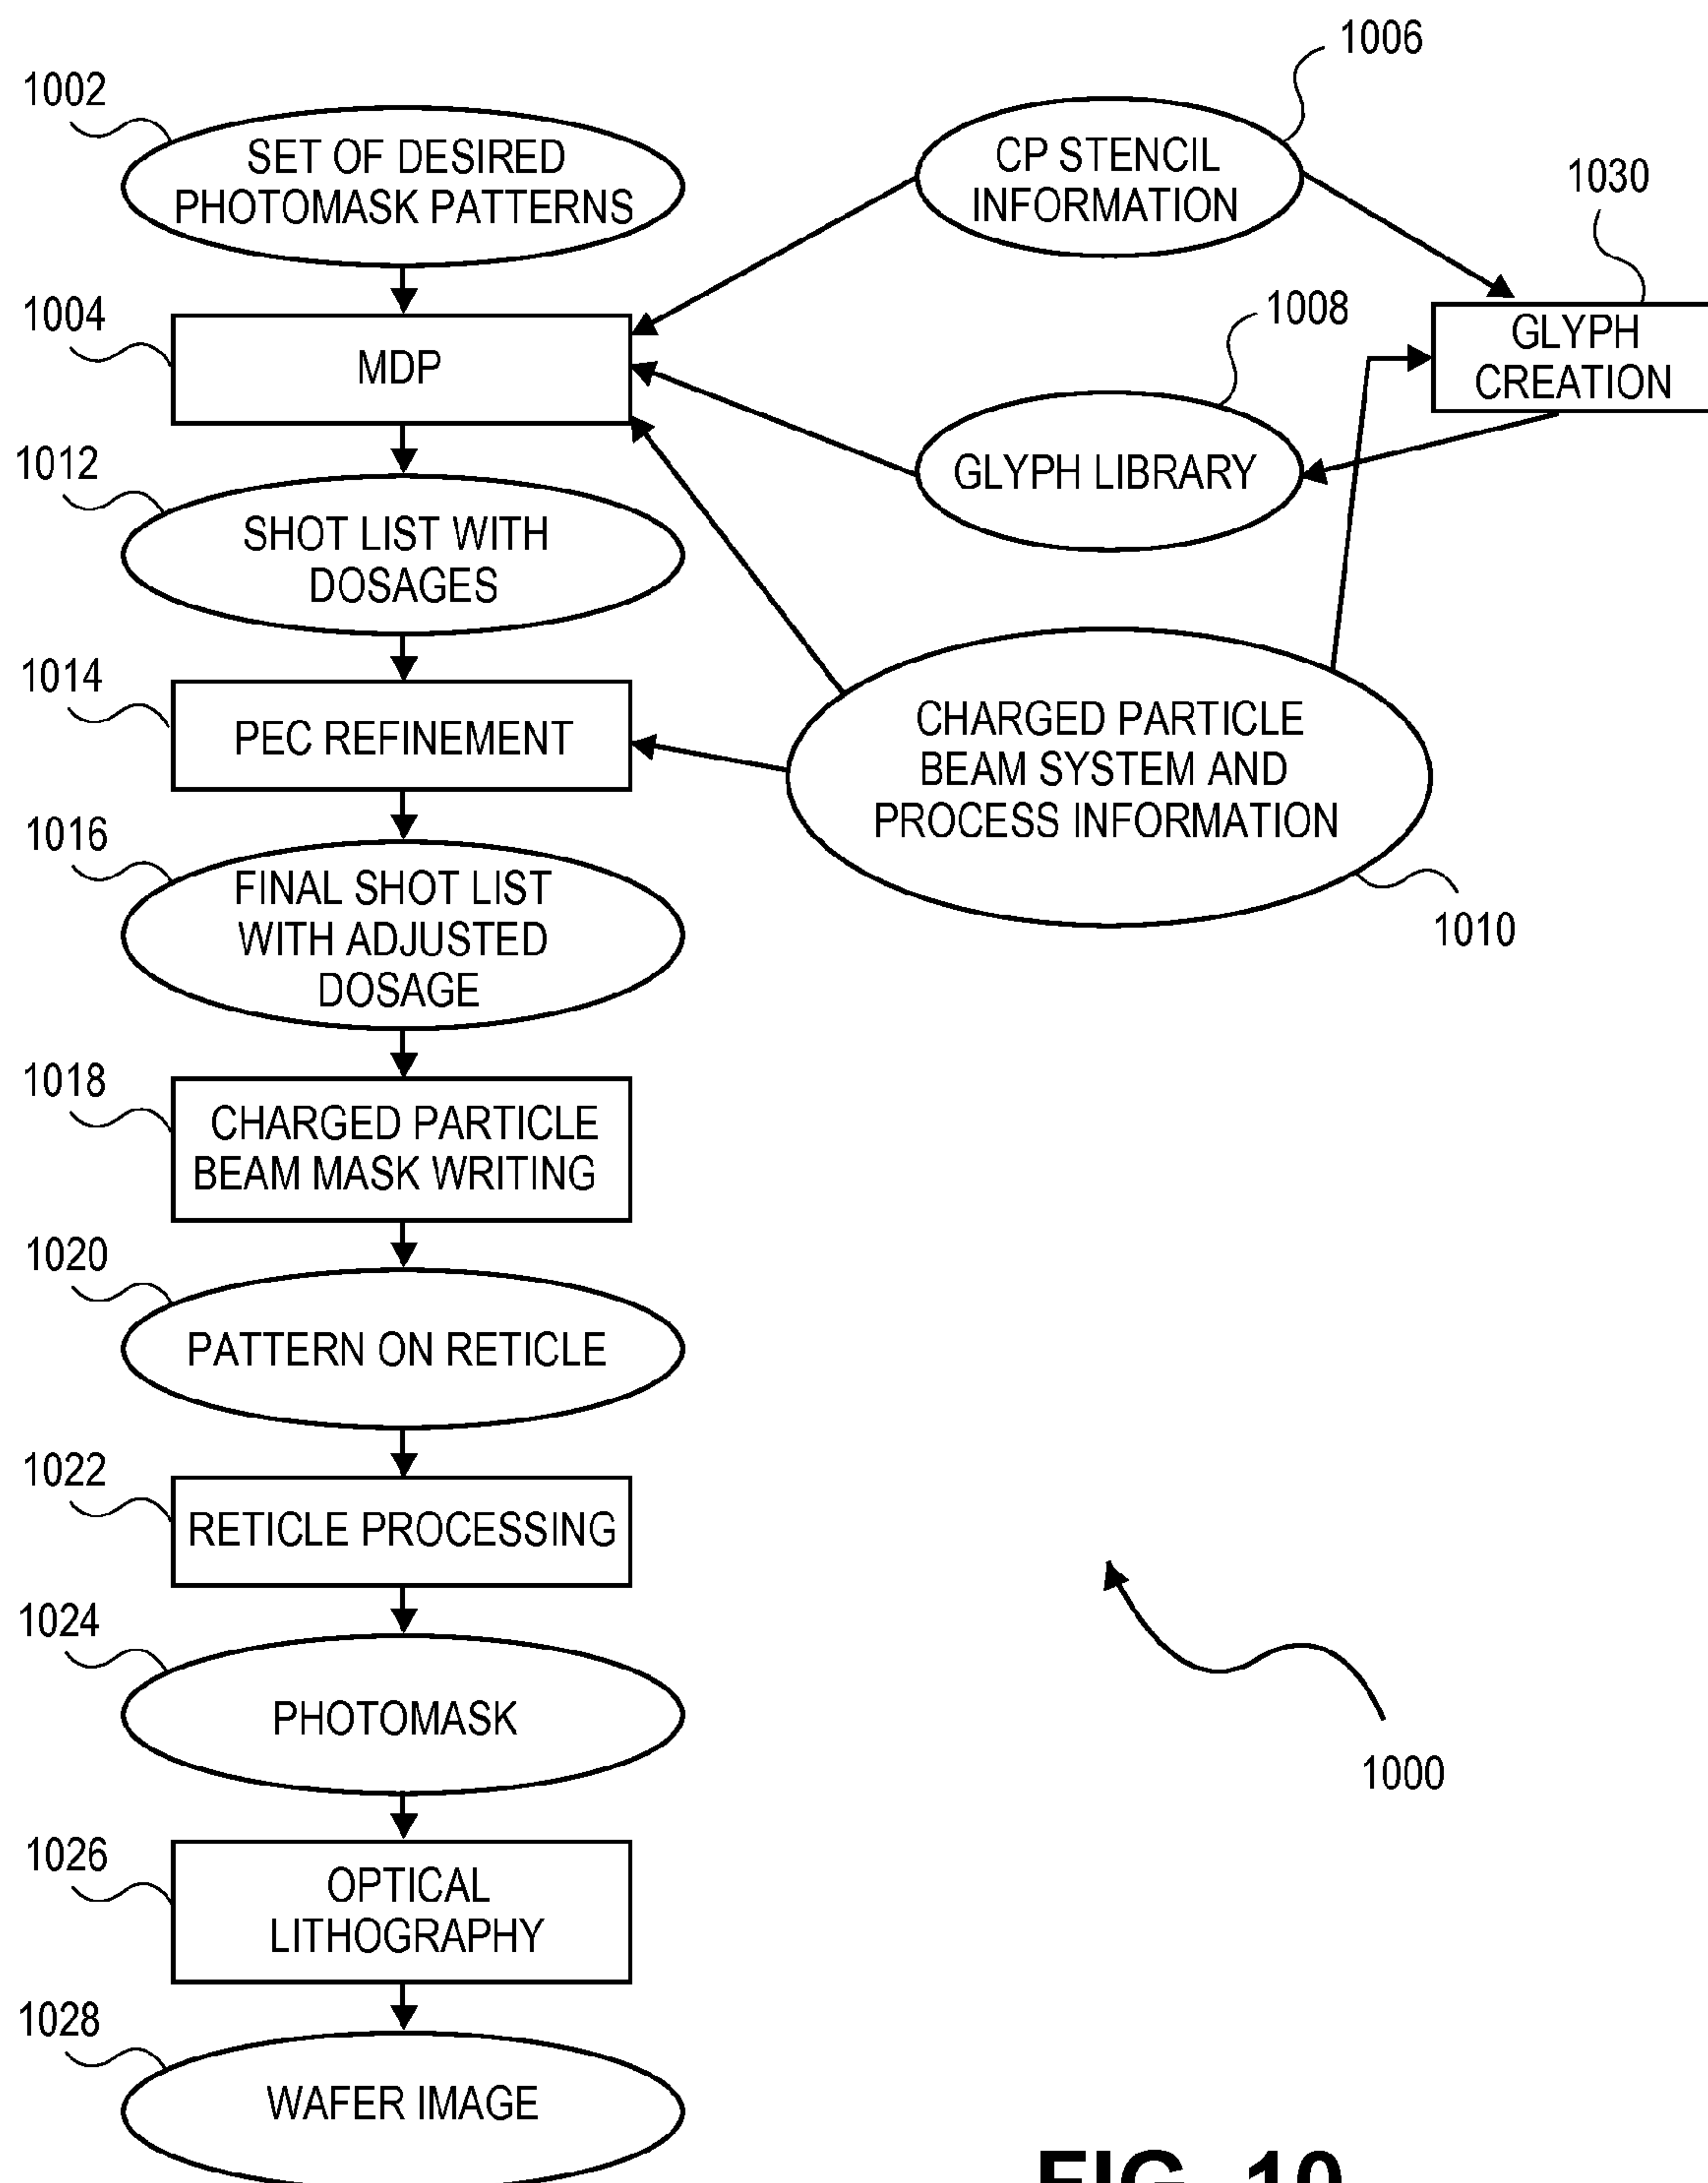 1002
SET OF DESIRED
PHOTOMASK PATTERNS
1006
CP STENCIL
INFORMATION
1030
GLYPH
CREATION
1004
MDP
1008
GLYPH LIBRARY
1012
SHOT LIST WITH
DOSAGES
1014
PEC REFINEMENT
CHARGED PARTICLE
BEAM SYSTEM AND
PROCESS INFORMATION
1010
1016
FINAL SHOT LIST
WITH ADJUSTED
DOSAGE
1018
CHARGED PARTICLE
BEAM MASK WRITING
1020
PATTERN ON RETICLE
1022
RETICLE PROCESSING
1024
PHOTOMASK
1000
1026
OPTICAL
LITHOGRAPHY
1028
WAFER IMAGE
FIG. 10